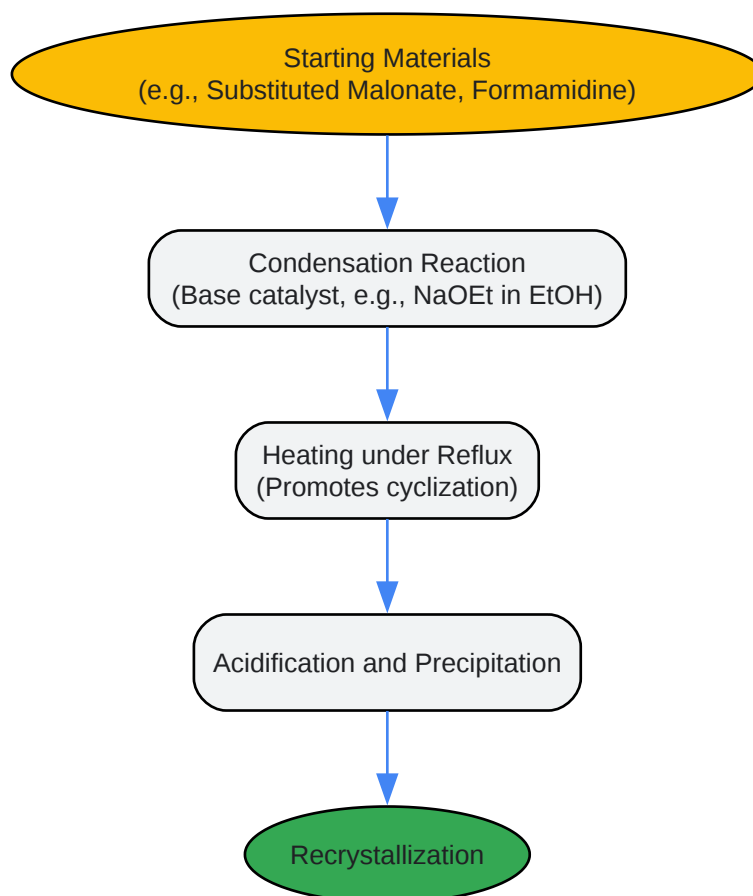 Starting Materials
(e.g., Substituted Malonate, Formamidine)
Condensation Reaction
(Base catalyst, e.g., NaOEt in EtOH)
Heating under Reflux
(Promotes cyclization)
Acidification and Precipitation
Recrystallization